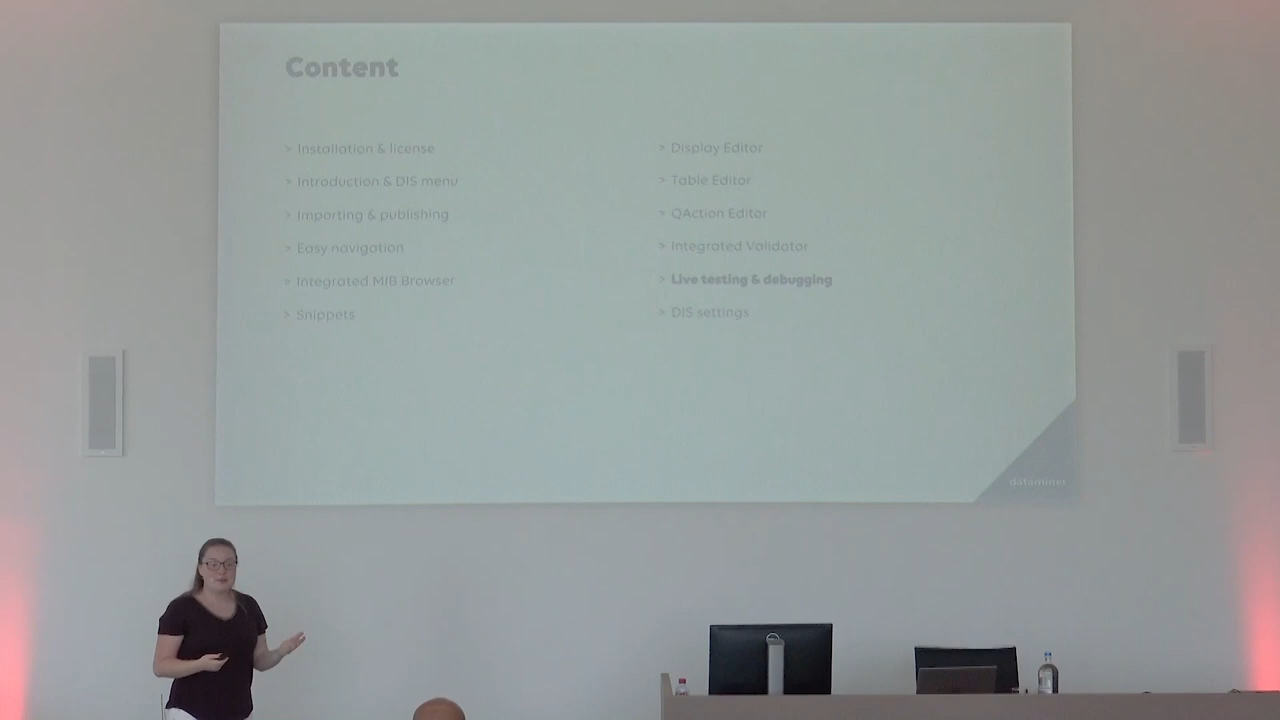 Content
> Installation & license
> Introduction & DIS menu
> Importing & publishing
> Easy navigation
> Integrated MIB Browser
> Snippets
> Display Editor
> Table Editor
> QAction Editor
> Integrated Validator
> Live testing & debugging
> DIS settings
dataminer